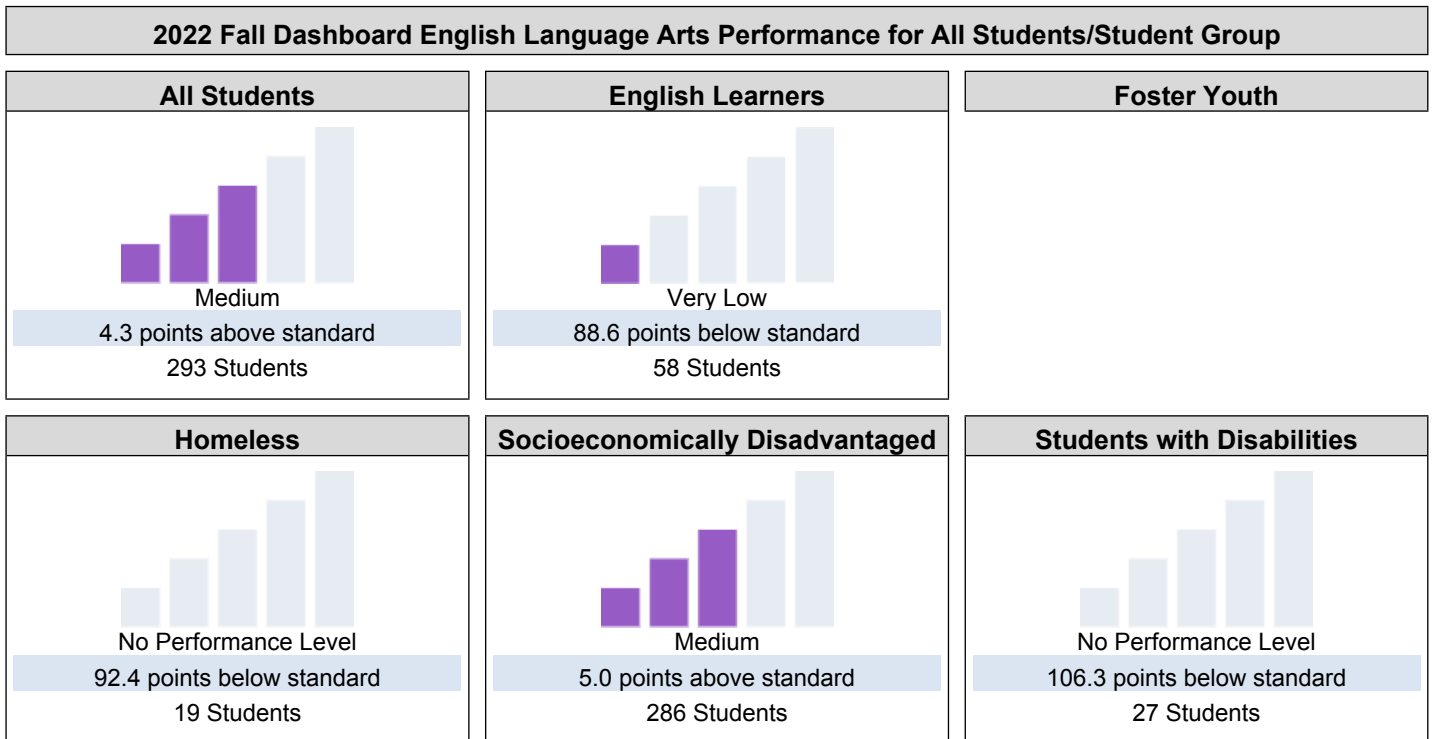 2022 Fall Dashboard English Language Arts Performance for All Students/Student Group
All Students
Medium
4.3 points above standard
293 Students
English Learners
Very Low
88.6 points below standard
58 Students
Foster Youth
Homeless
No Performance Level
92.4 points below standard
19 Students
Socioeconomically Disadvantaged
Medium
5.0 points above standard
286 Students
Students with Disabilities
No Performance Level
106.3 points below standard
27 Students